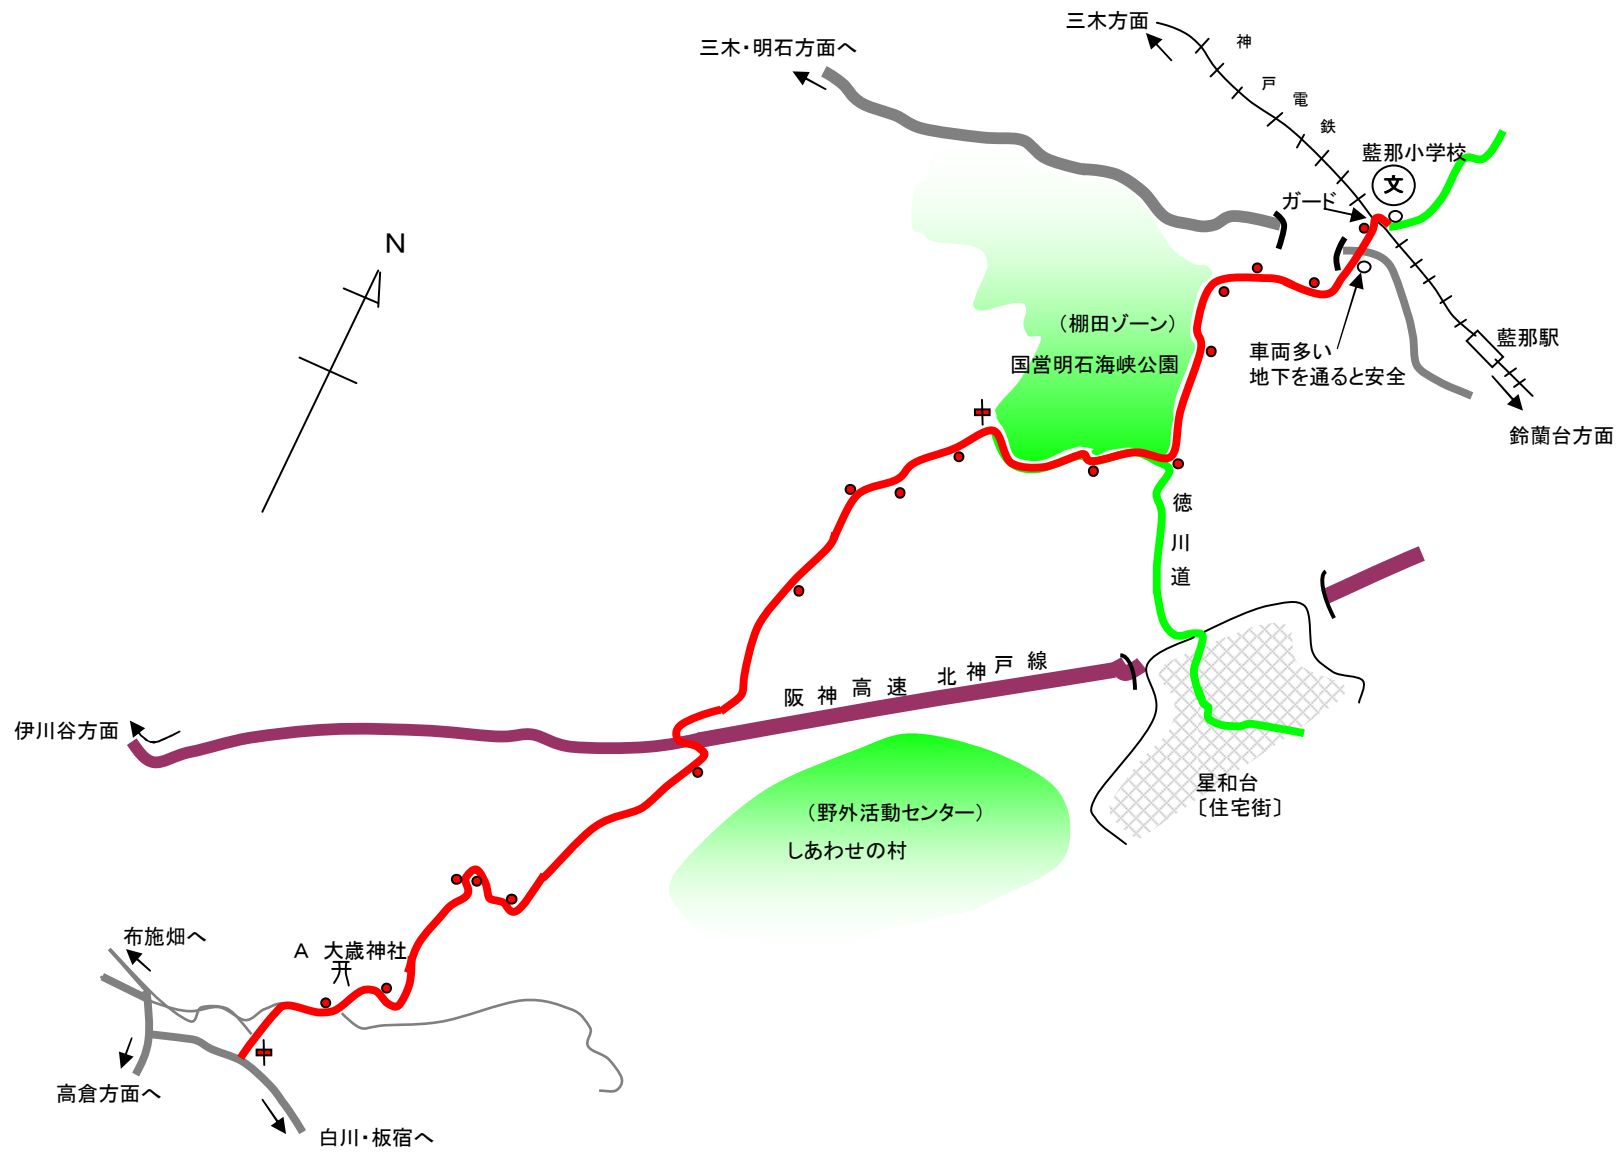 三木方面
神
戸
電
鉄
三木・明石方面へ
藍那小学校
文
ガード
N
(棚田ゾーン)
国営明石海峡公園
車両多い
地下を通ると安全
藍那駅
鈴蘭台方面
徳
川
道
阪神高速 北神戸線
伊川谷方面
星和台
〔住宅街〕
(野外活動センター)
しあわせの村
布施畑へ
A 大歳神社
高倉方面へ
白川・板宿へ